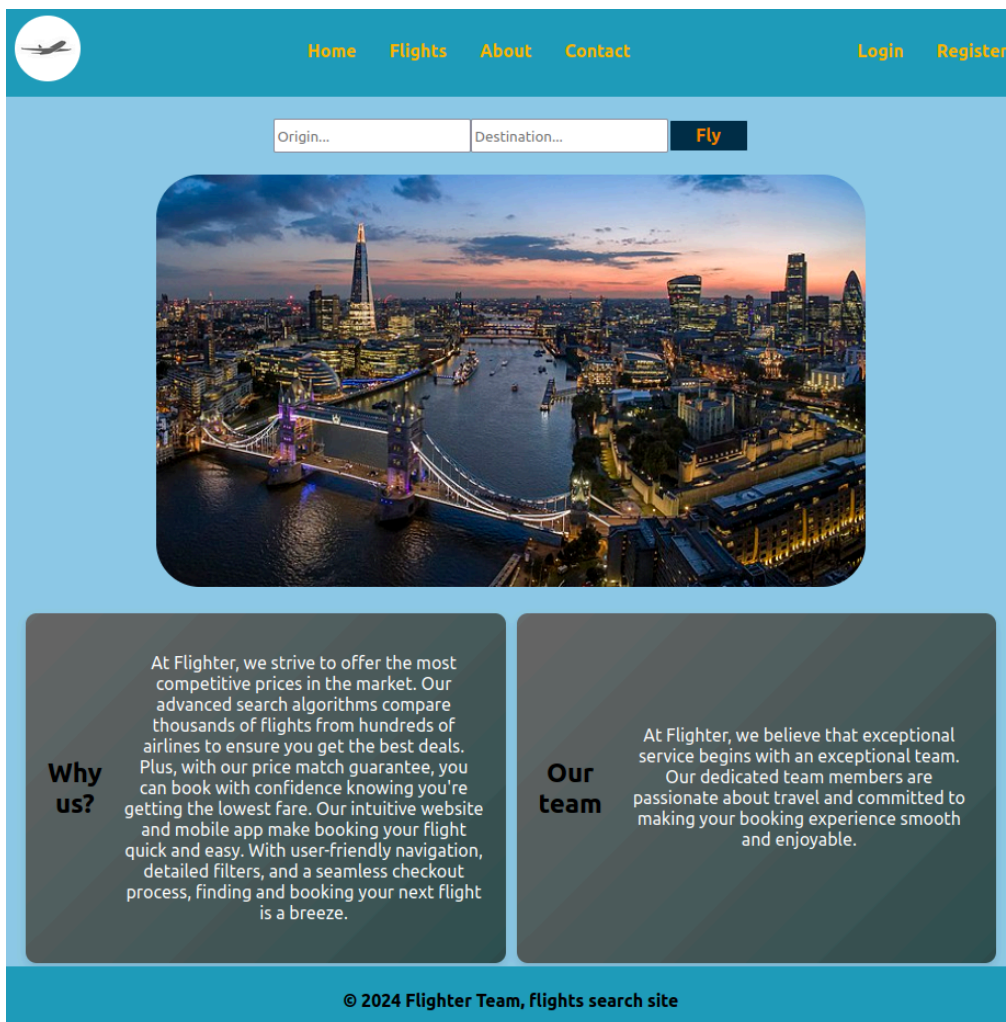 Home Flights About Contact Login Register
Origin... Destination... Fly
Why
us?
At Flighter, we strive to offer the most
competitive prices in the market. Our
advanced search algorithms compare
thousands of flights from hundreds of
airlines to ensure you get the best deals.
Plus, with our price match guarantee, you
can book with confidence knowing you're
getting the lowest fare. Our intuitive website
and mobile app make booking your flight
quick and easy. With user-friendly navigation,
detailed filters, and a seamless checkout
process, finding and booking your next flight
is a breeze.
Our
team
At Flighter, we believe that exceptional
service begins with an exceptional team.
Our dedicated team members are
passionate about travel and committed to
making your booking experience smooth
and enjoyable.
© 2024 Flighter Team, flights search site